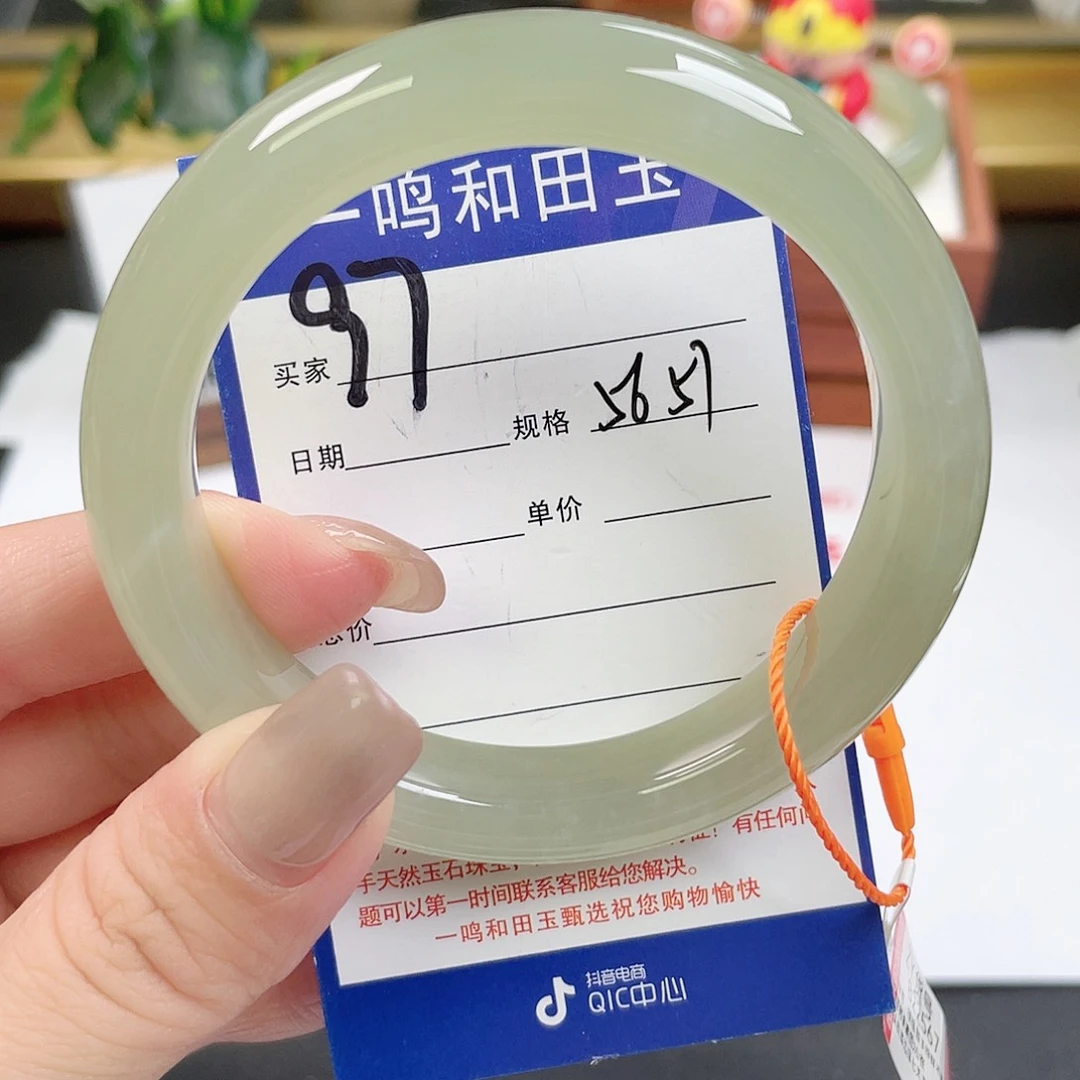 一鸣和田玉
97
买家
日期 规格 5657
单价
总价
手天然玉石珠宝,
有任何问
题可以第一时间联系客服给您解决。
一鸣和田玉甄选祝您购物愉快
抖音电商
QIC中心